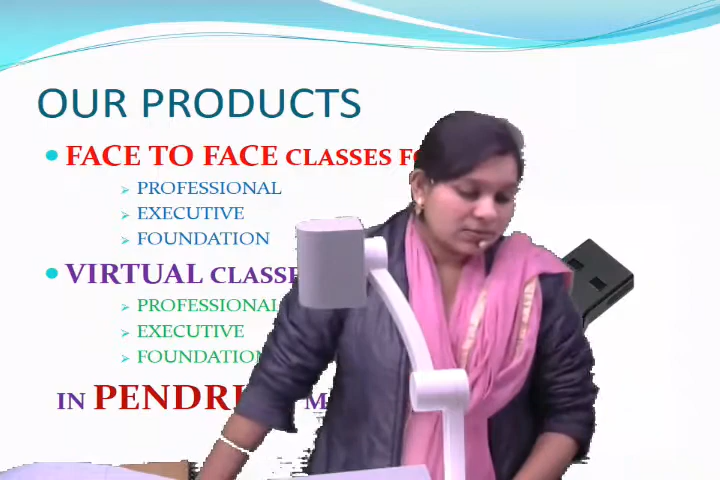 OUR PRODUCTS
FACE TO FACE CLASSES
PROFESSIONAL
EXECUTIVE
FOUNDATION
VIRTUAL
PROFESSIONAL
EXECUTIVE
FOUNDATION
IN